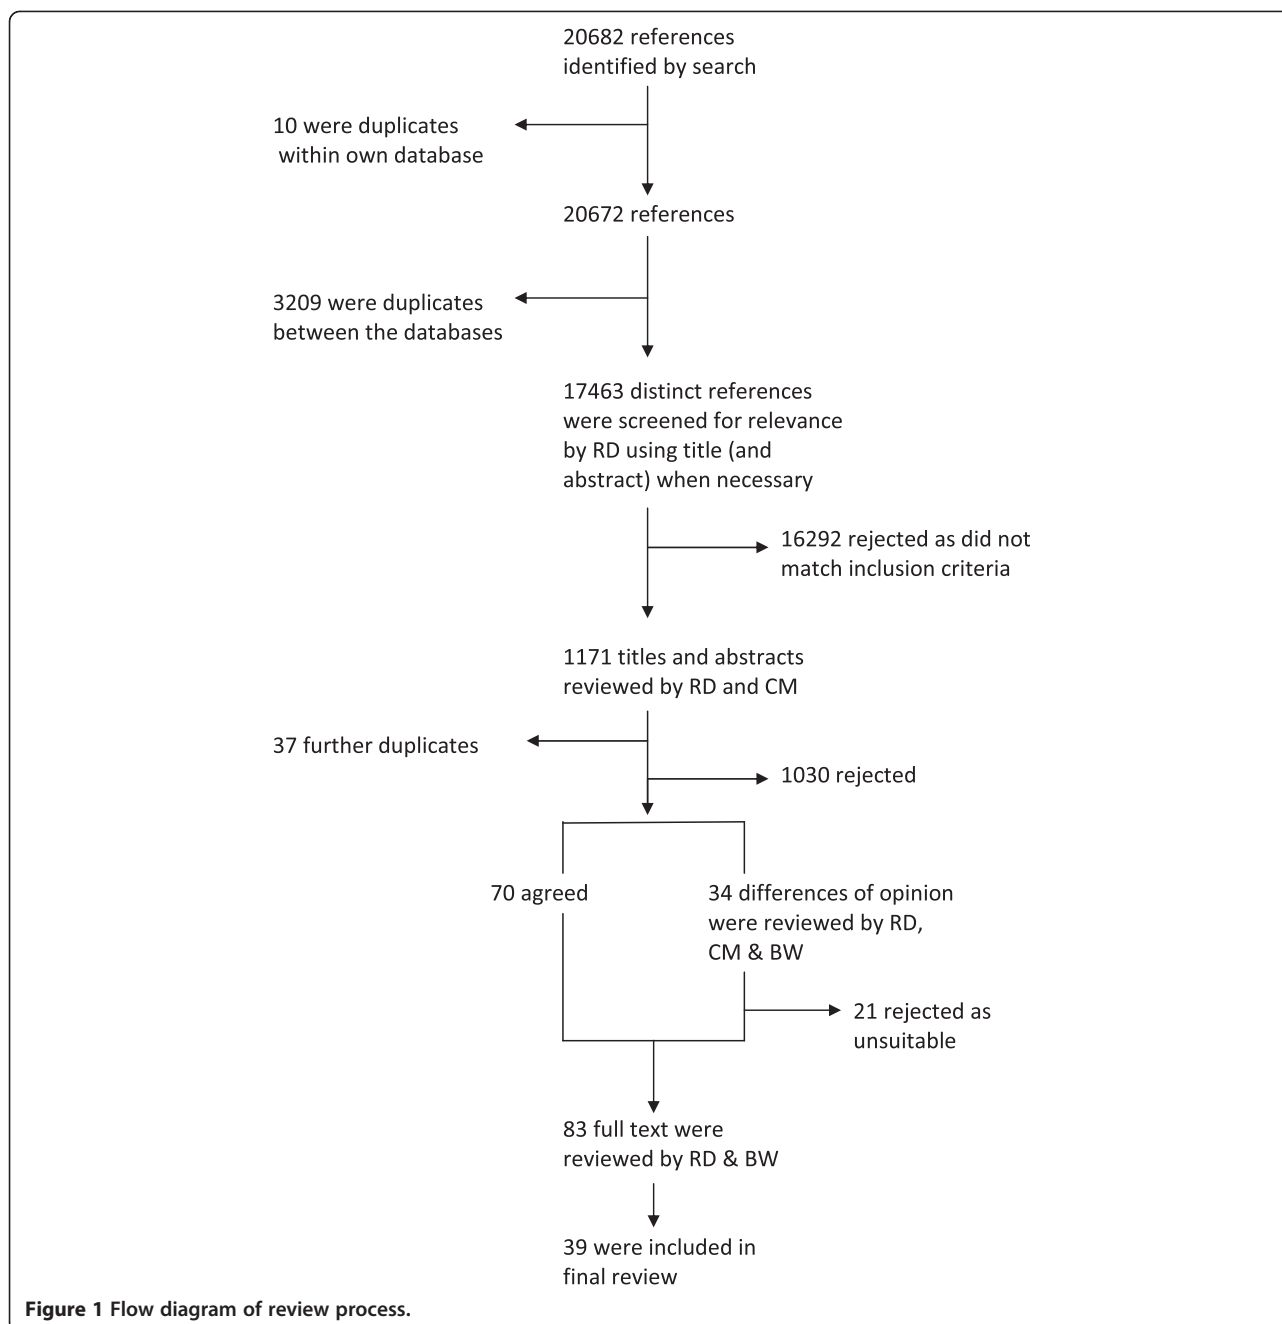 20682 references
identified by search
10 were duplicates
within own database
20672 references
3209 were duplicates
between the databases
17463 distinct references
were screened for relevance
by RD using title (and
abstract) when necessary
16292 rejected as did not
match inclusion criteria
1171 titles and abstracts
reviewed by RD and CM
37 further duplicates
1030 rejected
70 agreed
34 differences of opinion
were reviewed by RD,
CM & BW
21 rejected as
unsuitable
83 full text were
reviewed by RD & BW
39 were included in
final review
Figure 1 Flow diagram of review process.